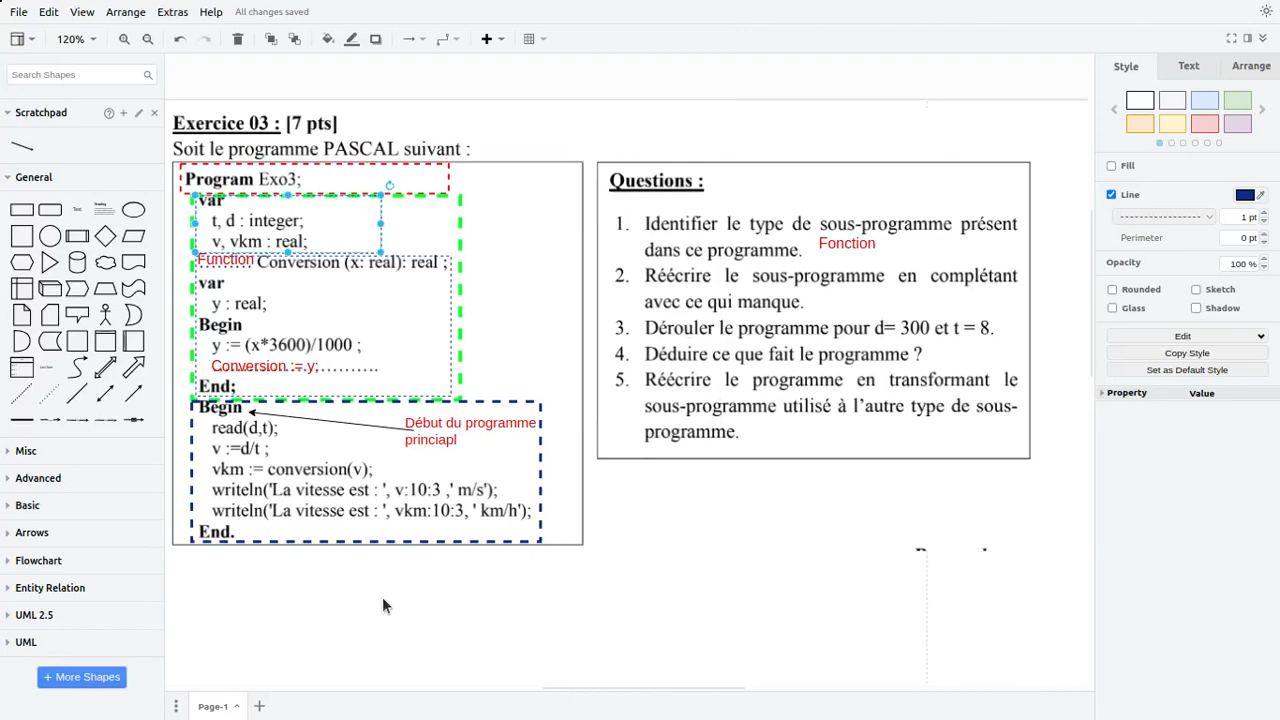 File Edit View Arrange Extras Help All changes saved
120%
Search Shapes
Scratchpad
General
Text
Heading
Misc
Advanced
Basic
Arrows
Flowchart
Entity Relation
UML 2.5
UML
+ More Shapes
Exercice 03 : [7 pts]
Soit le programme PASCAL suivant :
Program Exo3;
var
t, d : integer;
v, vkm : real;
Function Conversion (x: real): real ;
var
y : real;
Begin
y := (x*3600)/1000 ;
Conversion := y;
End;
Begin
Début du programme
princiapl
read(d,t);
v :=d/t ;
vkm := conversion(v);
writeln('La vitesse est : ', v:10:3 ,' m/s');
writeln('La vitesse est : ', vkm:10:3, ' km/h');
End.
Questions :
1. Identifier le type de sous-programme présent
dans ce programme.
Fonction
2. Réécrire le sous-programme en complétant
avec ce qui manque.
3. Dérouler le programme pour d= 300 et t = 8.
4. Déduire ce que fait le programme ?
5. Réécrire le programme en transformant le
sous-programme utilisé à l'autre type de sous-
programme.
Page-1
Style Text Arrange
Fill
Line
1 pt
Perimeter
0 pt
Opacity
100 %
Rounded Sketch
Glass Shadow
Edit
Copy Style
Set as Default Style
Property Value